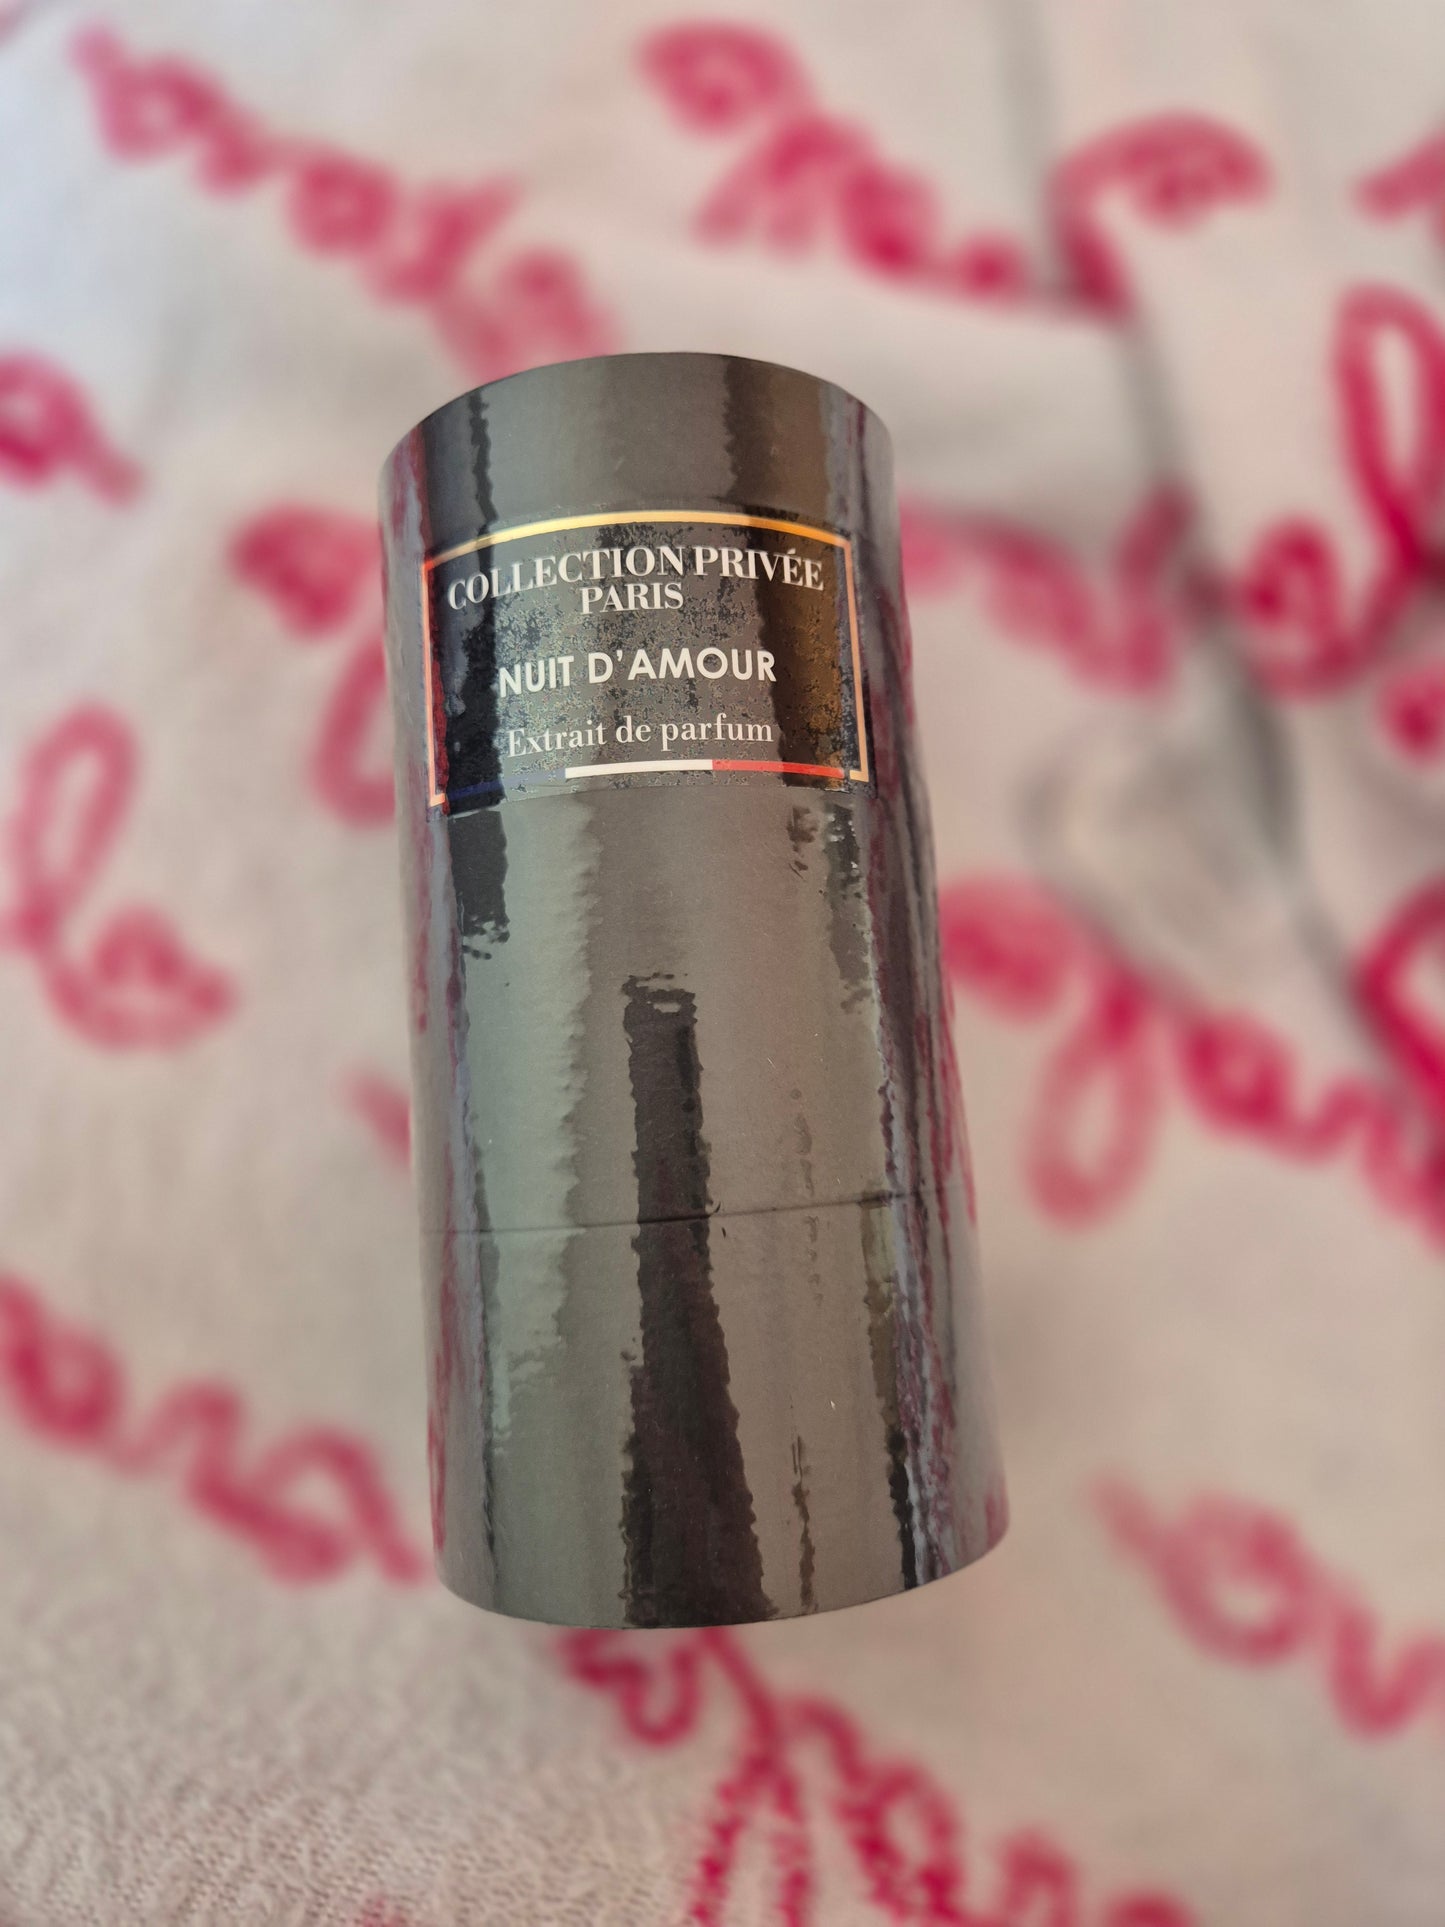 COLLECTION PRIVÉE
PARIS
NUIT D'AMOUR
Extrait de parfum